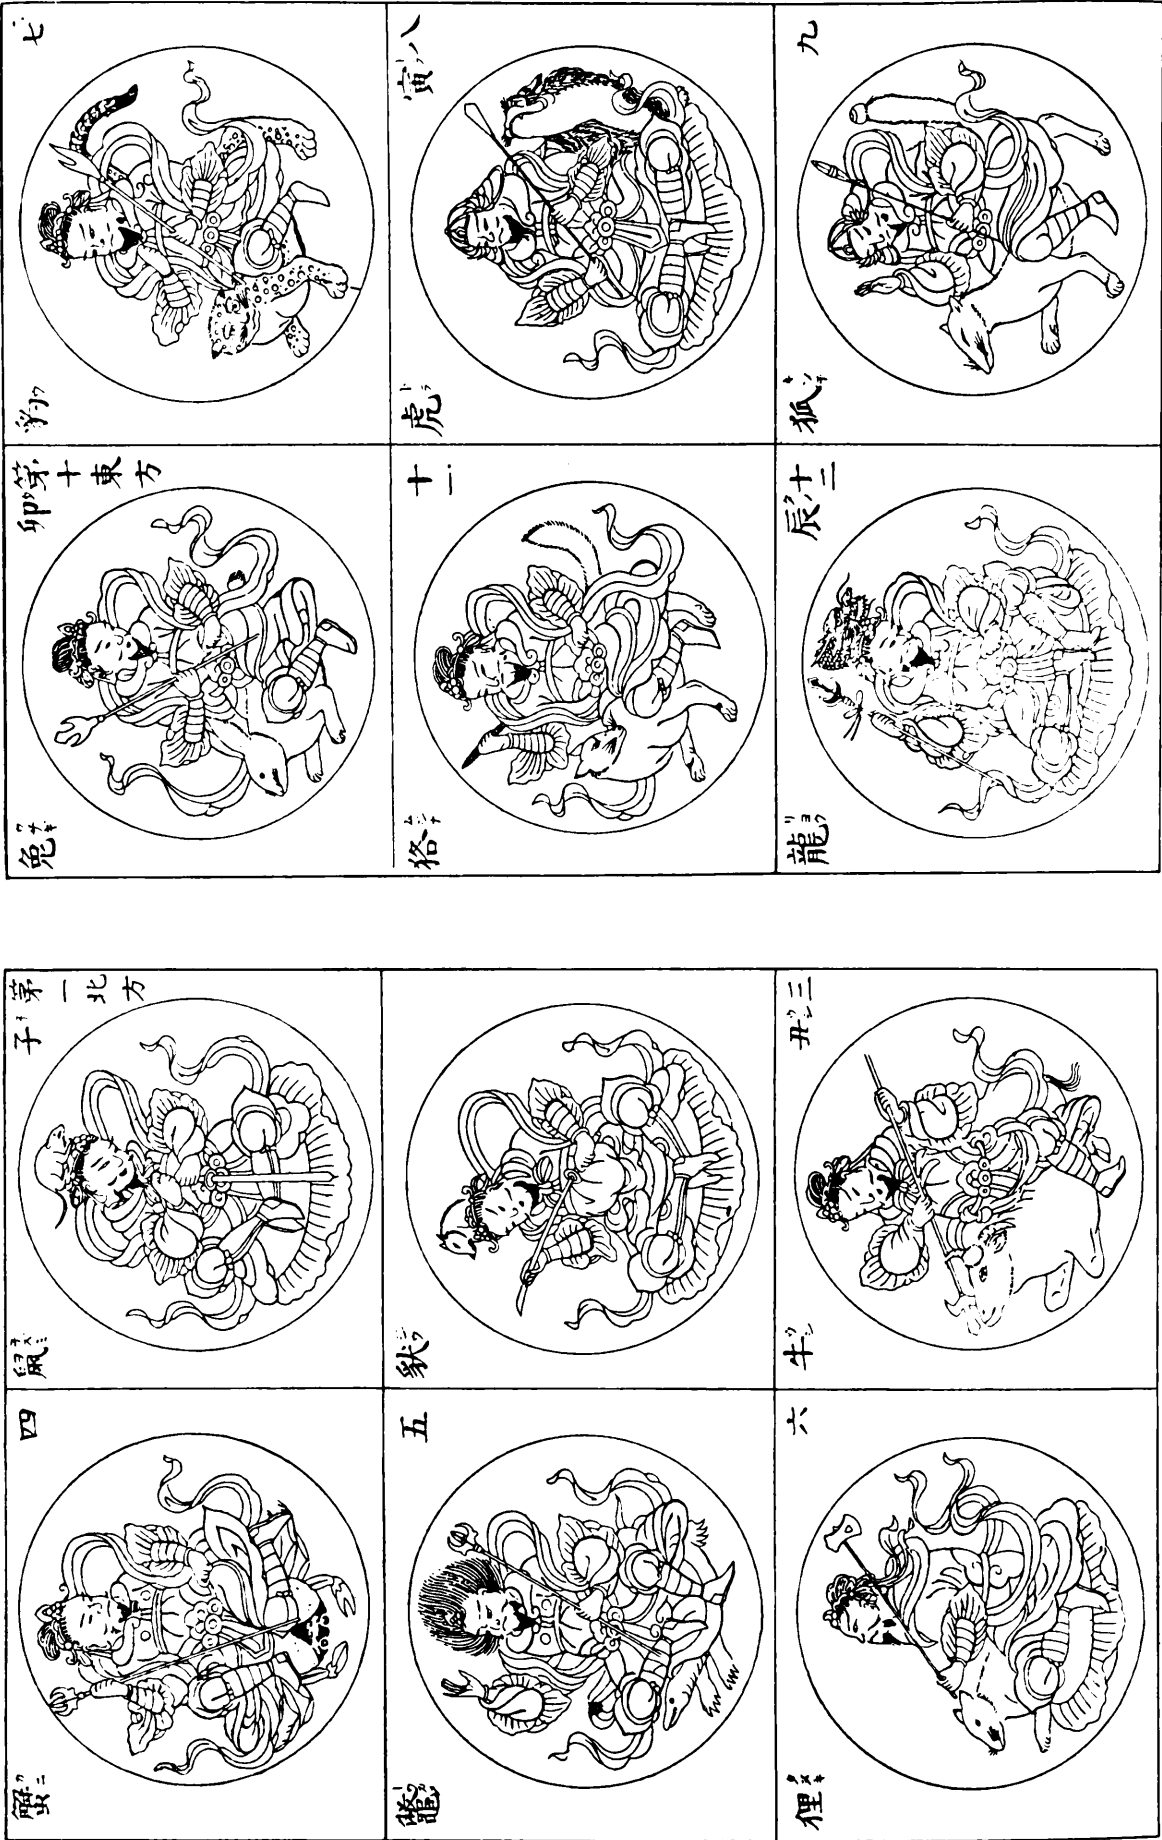 七
豹
寅八
虎
九
狐
卯第十東方
兎
十一
狢
辰十二
龍
子第一北方
鼠
丑三
牛
四
蟹
五
六
狸